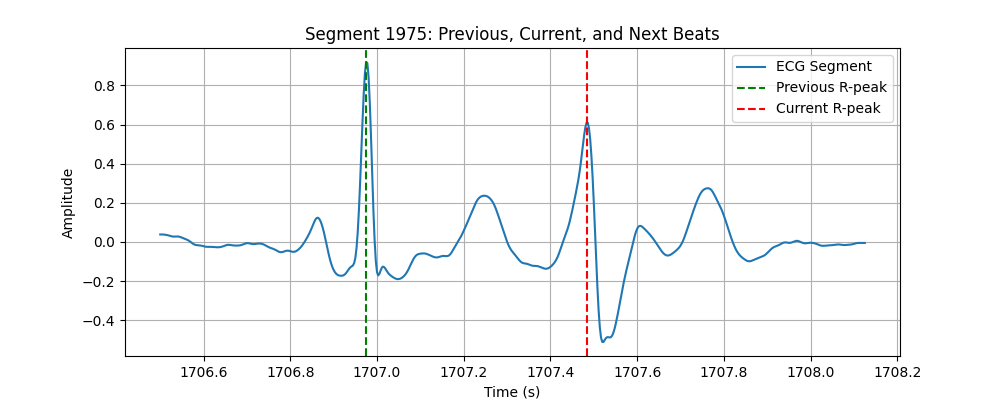 Segment 1975: Previous, Current, and Next Beats
ECG Segment
Previous R-peak
Current R-peak
Amplitude
0.8
0.6
0.4
0.2
0.0
−0.2
−0.4
1706.6 1706.8 1707.0 1707.2 1707.4 1707.6 1707.8 1708.0 1708.2
Time (s)